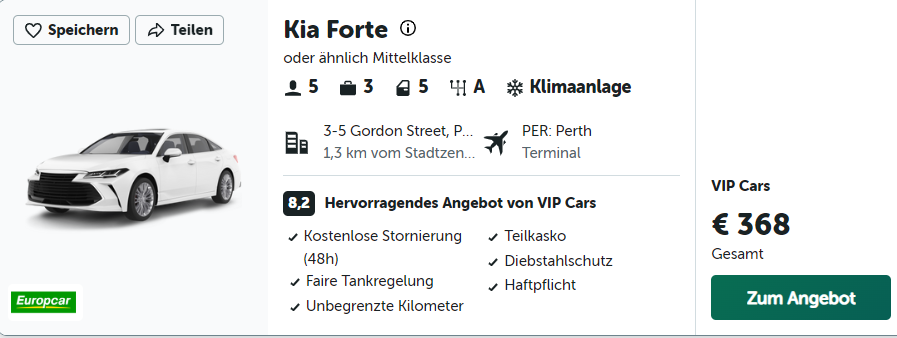 Speichern
Teilen
Kia Forte
oder ähnlich Mittelklasse
5 3 5 A Klimaanlage
3-5 Gordon Street, P...
1,3 km vom Stadtzen...
PER: Perth
Terminal
8,2 Hervorragendes Angebot von VIP Cars
Kostenlose Stornierung
(48h)
Faire Tankregelung
Unbegrenzte Kilometer
Teilkasko
Diebstahlschutz
Haftpflicht
Europcar
VIP Cars
€ 368
Gesamt
Zum Angebot